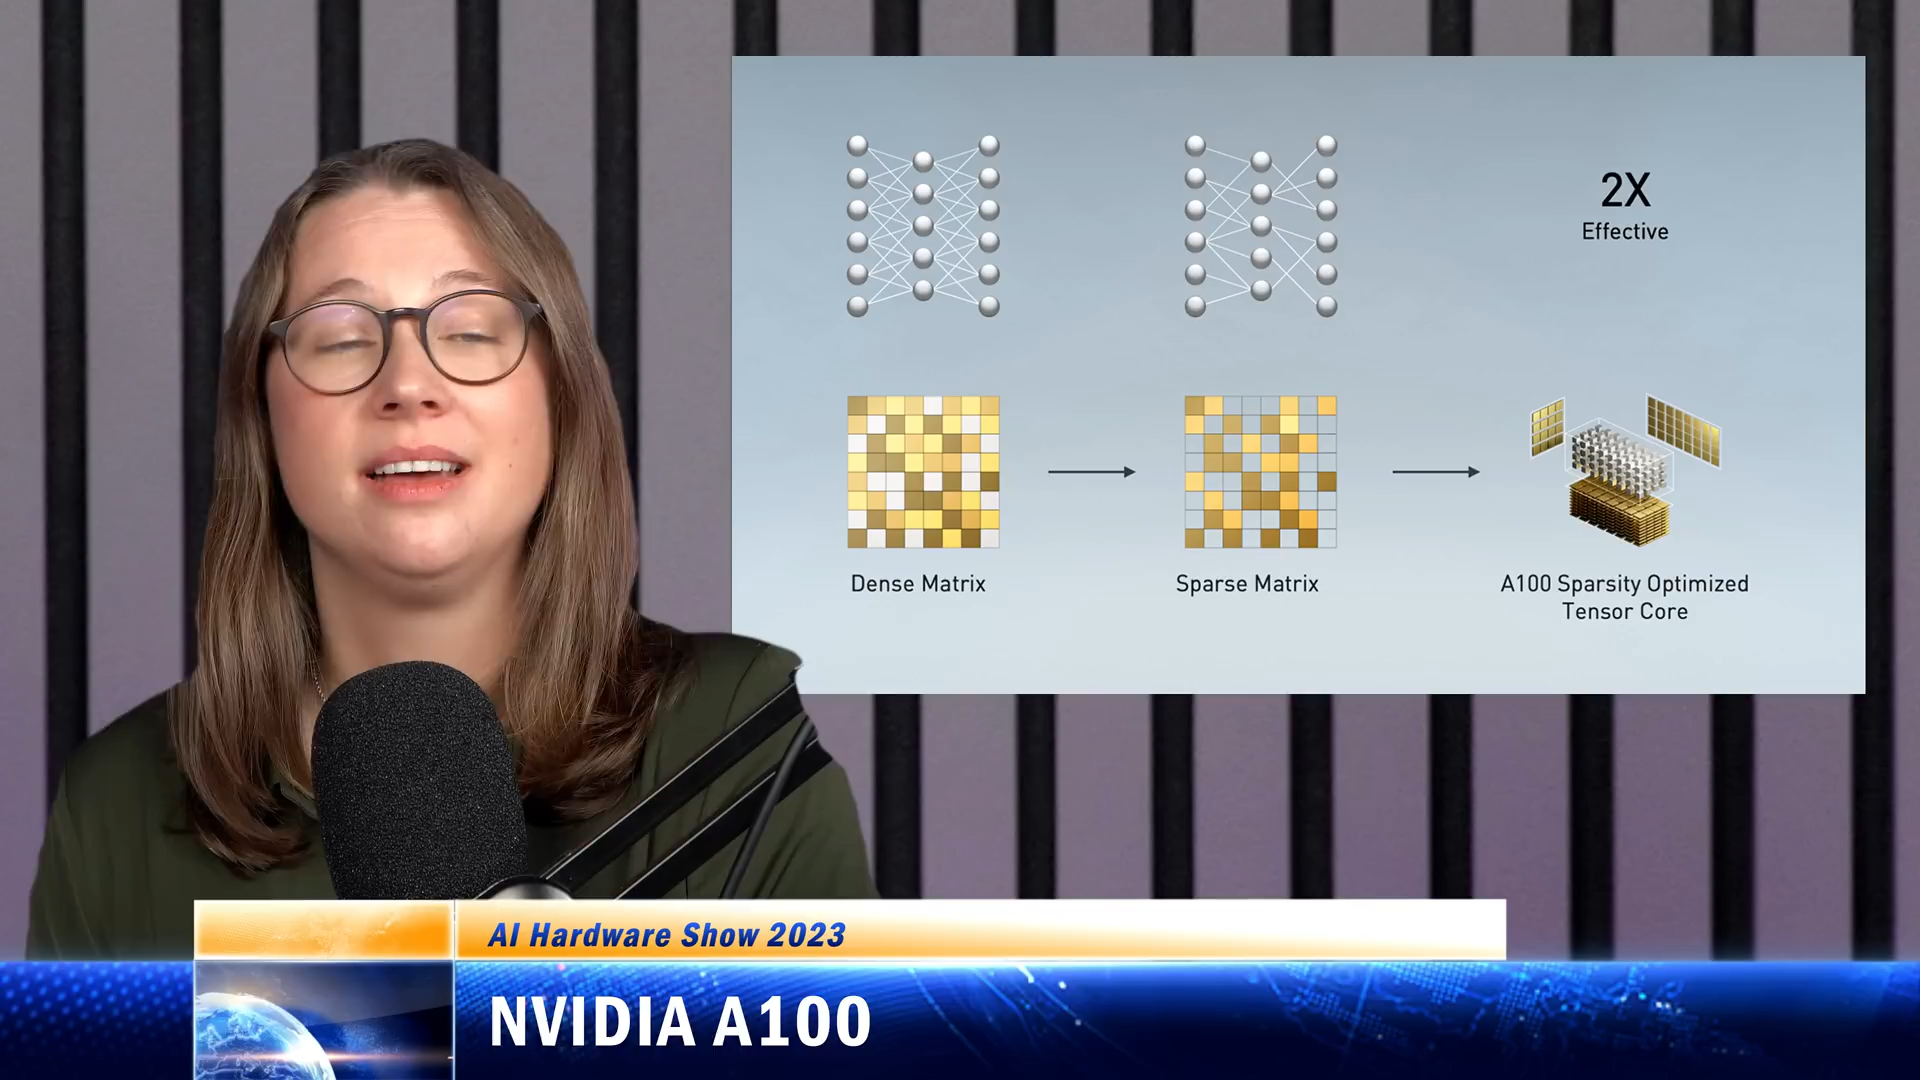 2X
Effective
Dense Matrix
Sparse Matrix
A100 Sparsity Optimized
Tensor Core
AI Hardware Show 2023
NVIDIA A100